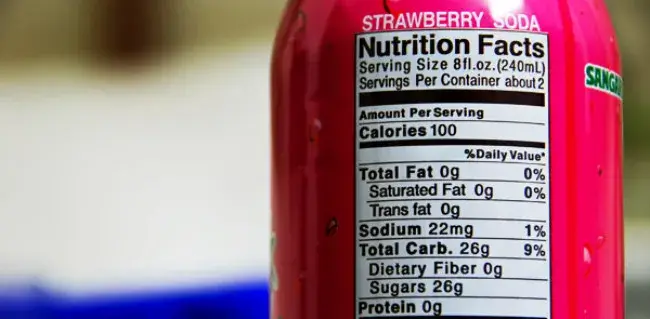 STRAWBERRY SODA
Nutrition Facts
Serving Size 8fl.oz.(240mL)
Servings Per Container about 2
Amount Per Serving
Calories 100
%Daily Value*
Total Fat 0g 0%
Saturated Fat 0g 0%
Trans fat 0g
Sodium 22mg 1%
Total Carb. 26g 9%
Dietary Fiber 0g
Sugars 26g
Protein 0g